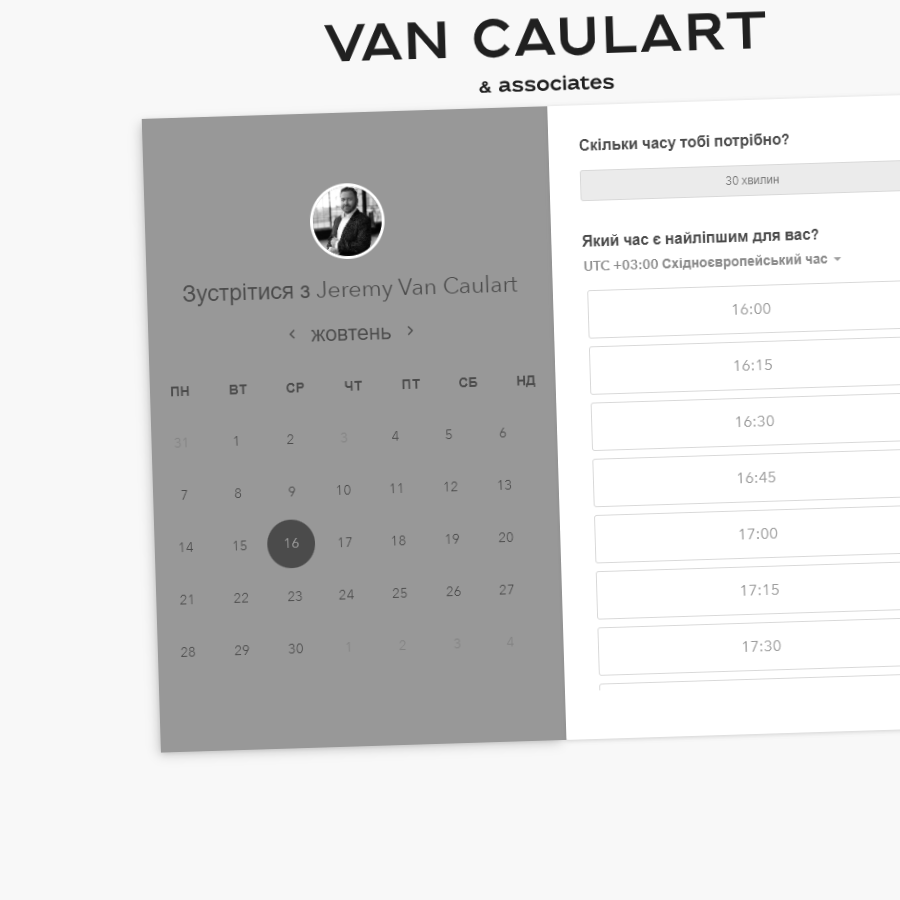 VAN CAULART
& associates
Зустрітися з Jeremy Van Caulart
жовтень
ПН ВТ СР ЧТ ПТ СБ НД
31 1 2 3 4 5 6
7 8 9 10 11 12 13
14 15 16 17 18 19 20
21 22 23 24 25 26 27
28 29 30 1 2 3 4
Скільки часу тобі потрібно?
30 хвилин
Який час є найліпшим для вас?
UTC +03:00 Східноєвропейський час
16:00
16:15
16:30
16:45
17:00
17:15
17:30